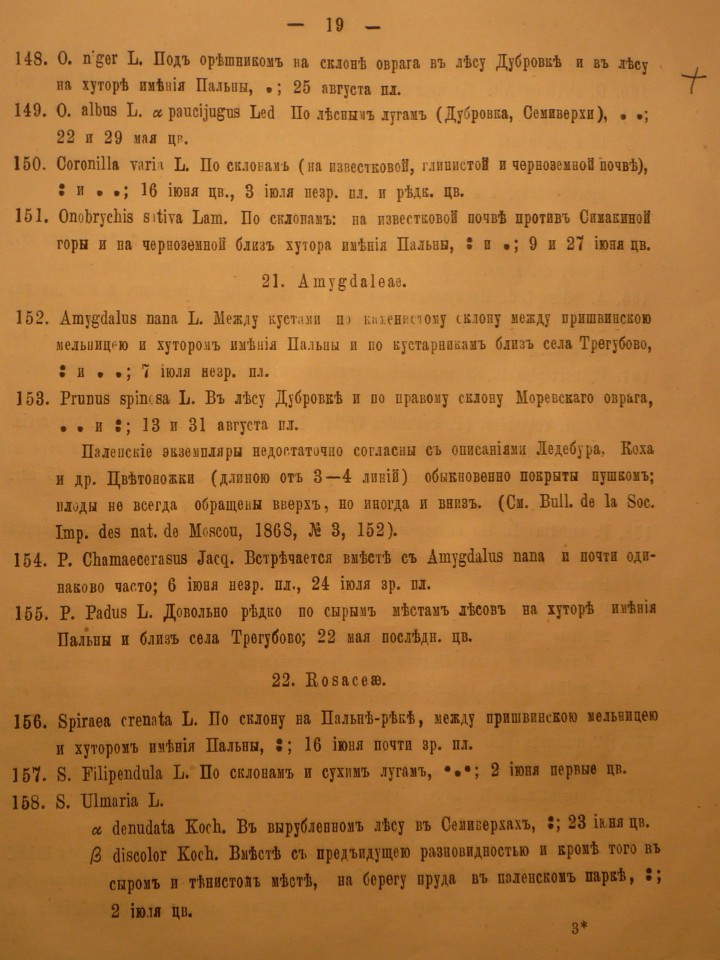 — 19 —
148. O. niger L. Подъ орѣшникомъ на склонѣ оврага въ лѣсу Дубровкѣ и въ лѣсу
на хуторѣ имѣнія Пальны, •; 25 августа пл.
149. O. albus L. α paucijugus Led По лѣснымъ лугамъ (Дубровка, Семиверхи), • •;
22 и 29 мая цв.
150. Coronilla varia L. По склонамъ (на известковой, глинистой и черноземной почвѣ),
: и • •; 16 іюня цв., 3 іюля незр. пл. и рѣдк. цв.
151. Onobrychis sativa Lam. По склонамъ: на известковой почвѣ противъ Симакиной
горы и на черноземной близъ хутора имѣнія Пальны, : и •; 9 и 27 іюня цв.
21. Amygdaleae.
152. Amygdalus nana L. Между кустами по каменистому склону между пришвинскою
мельницею и хуторомъ имѣнія Пальны и по кустарникамъ близъ села Трегубово,
: и • •; 7 іюля незр. пл.
153. Prunus spinosa L. Въ лѣсу Дубровкѣ и по правому склону Моревскаго оврага,
• • и :; 13 и 31 августа пл.
Паленскіе экземпляры недостаточно согласны съ описаніями Ледебура, Коха
и др. Цвѣтоножки (длиною отъ 3—4 линій) обыкновенно покрыты пушкомъ;
плоды не всегда обращены вверхъ, но иногда и внизъ. (См. Bull. de la Soc.
Imp. des nat. de Moscou, 1868, № 3, 152).
154. P. Chamaecerasus Jacq. Встрѣчается вмѣстѣ съ Amygdalus nana и почти оди-
наково часто; 6 іюня незр. пл., 24 іюля зр. пл.
155. P. Padus L. Довольно рѣдко по сырымъ мѣстамъ лѣсовъ на хуторѣ имѣнія
Пальны и близъ села Трегубово; 22 мая послѣдн. цв.
22. Rosaceæ.
156. Spiraea crenata L. По склону на Пальнѣ-рѣкѣ, между пришвинскою мельницею
и хуторомъ имѣнія Пальны, :; 16 іюня почти зр. пл.
157. S. Filipendula L. По склонамъ и сухимъ лугамъ, •••; 2 іюня первые цв.
158. S. Ulmaria L.
α denudata Koch. Въ вырубленномъ лѣсу въ Семиверхахъ, :; 23 іюня цв.
β discolor Koch. Вмѣстѣ съ предъидущею разновидностью и кромѣ того въ
сыромъ и тѣнистомъ мѣстѣ, на берегу пруда въ паленскомъ паркѣ, :;
2 іюля цв.
3*